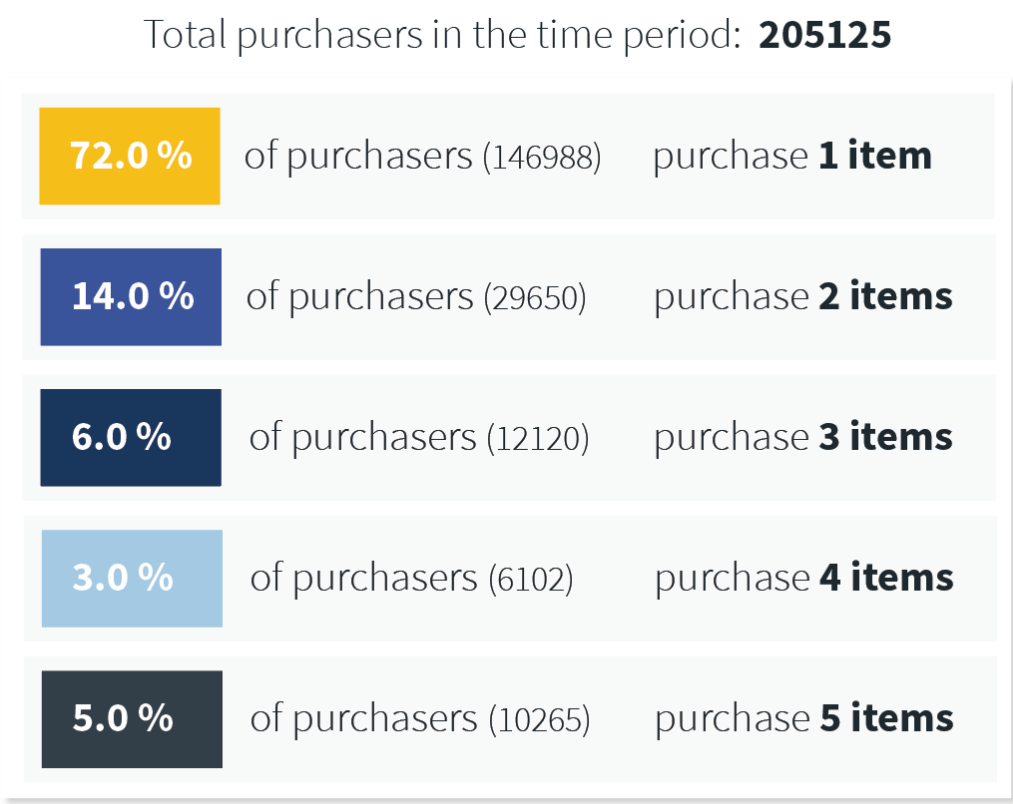 Total purchasers in the time period: 205125
72.0 % of purchasers (146988) purchase 1 item
14.0 % of purchasers (29650) purchase 2 items
6.0 % of purchasers (12120) purchase 3 items
3.0 % of purchasers (6102) purchase 4 items
5.0 % of purchasers (10265) purchase 5 items